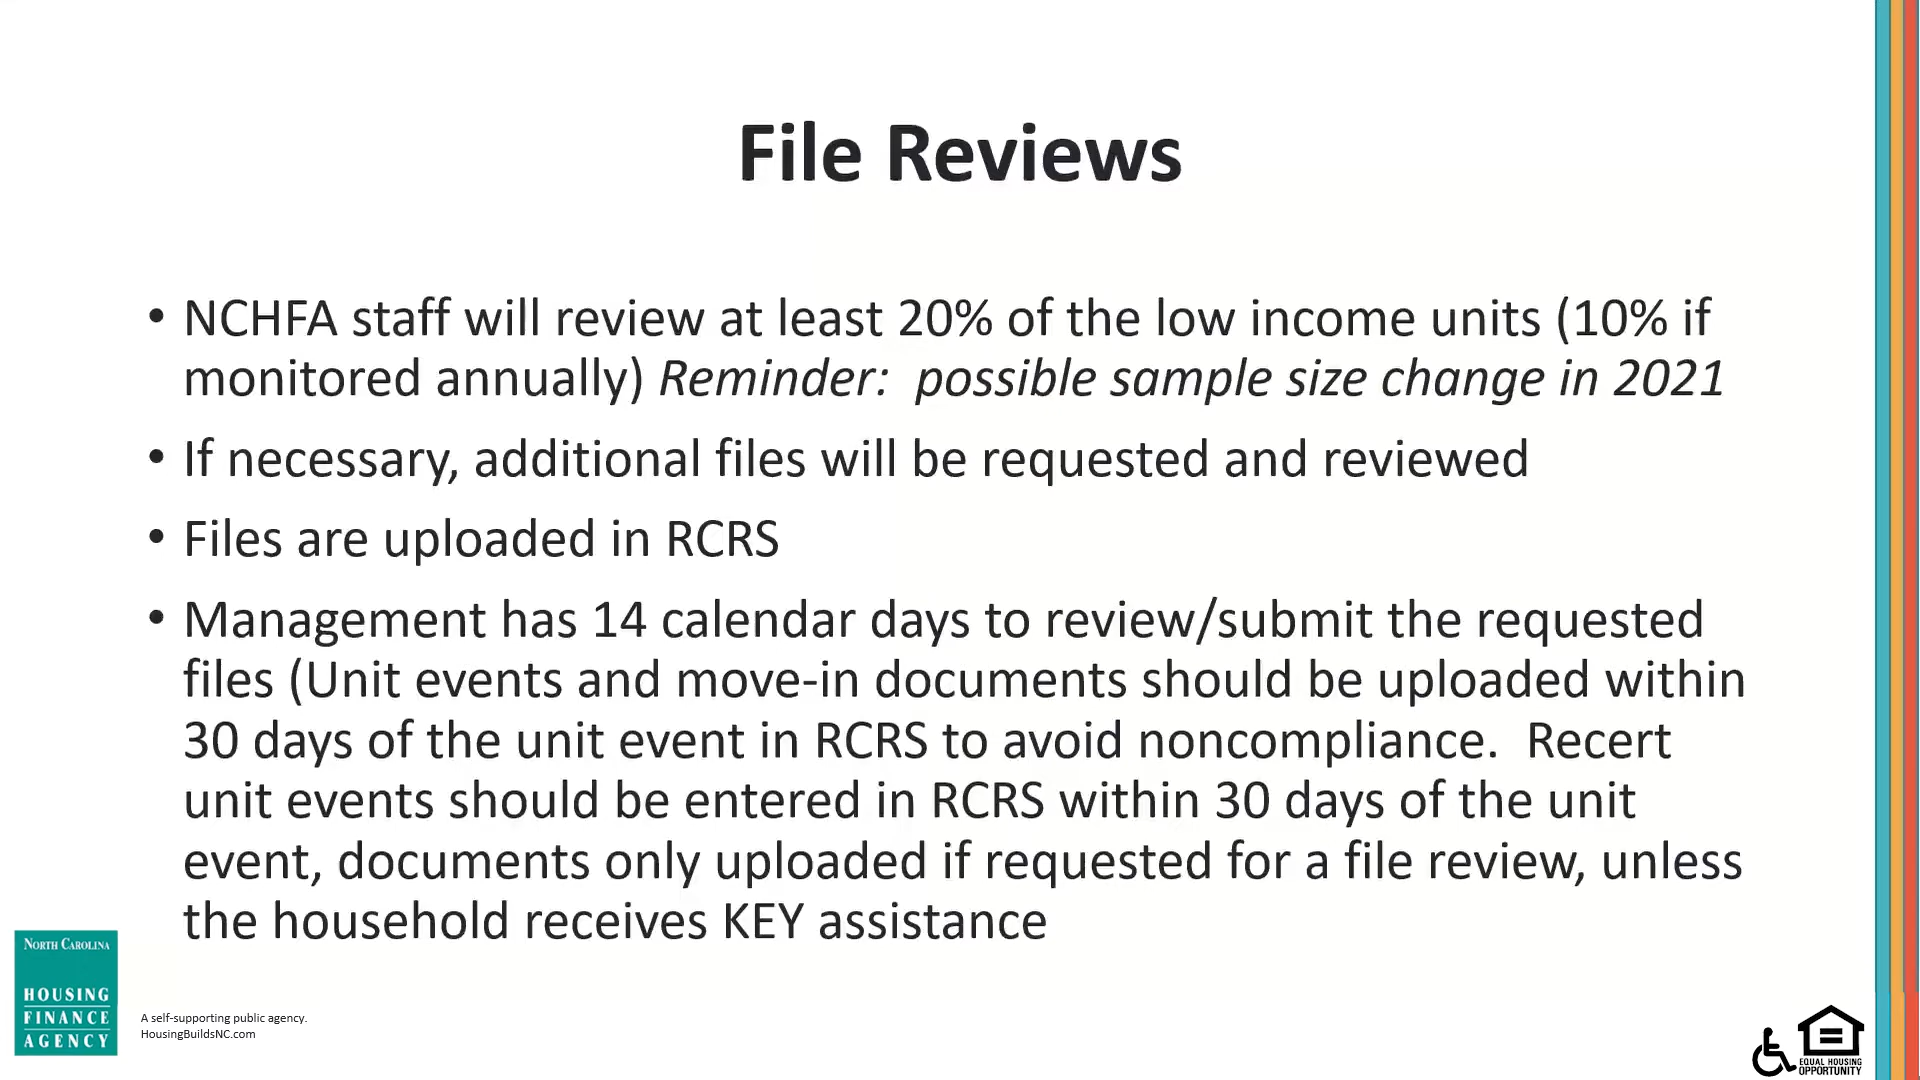 File Reviews
• NCHFA staff will review at least 20% of the low income units (10% if
monitored annually) Reminder:  possible sample size change in 2021
• If necessary, additional files will be requested and reviewed
• Files are uploaded in RCRS
• Management has 14 calendar days to review/submit the requested
files (Unit events and move-in documents should be uploaded within
30 days of the unit event in RCRS to avoid noncompliance.  Recert
unit events should be entered in RCRS within 30 days of the unit
event, documents only uploaded if requested for a file review, unless
the household receives KEY assistance
NORTH CAROLINA
HOUSING
FINANCE
AGENCY
A self-supporting public agency.
HousingBuildsNC.com
EQUAL HOUSING
OPPORTUNITY